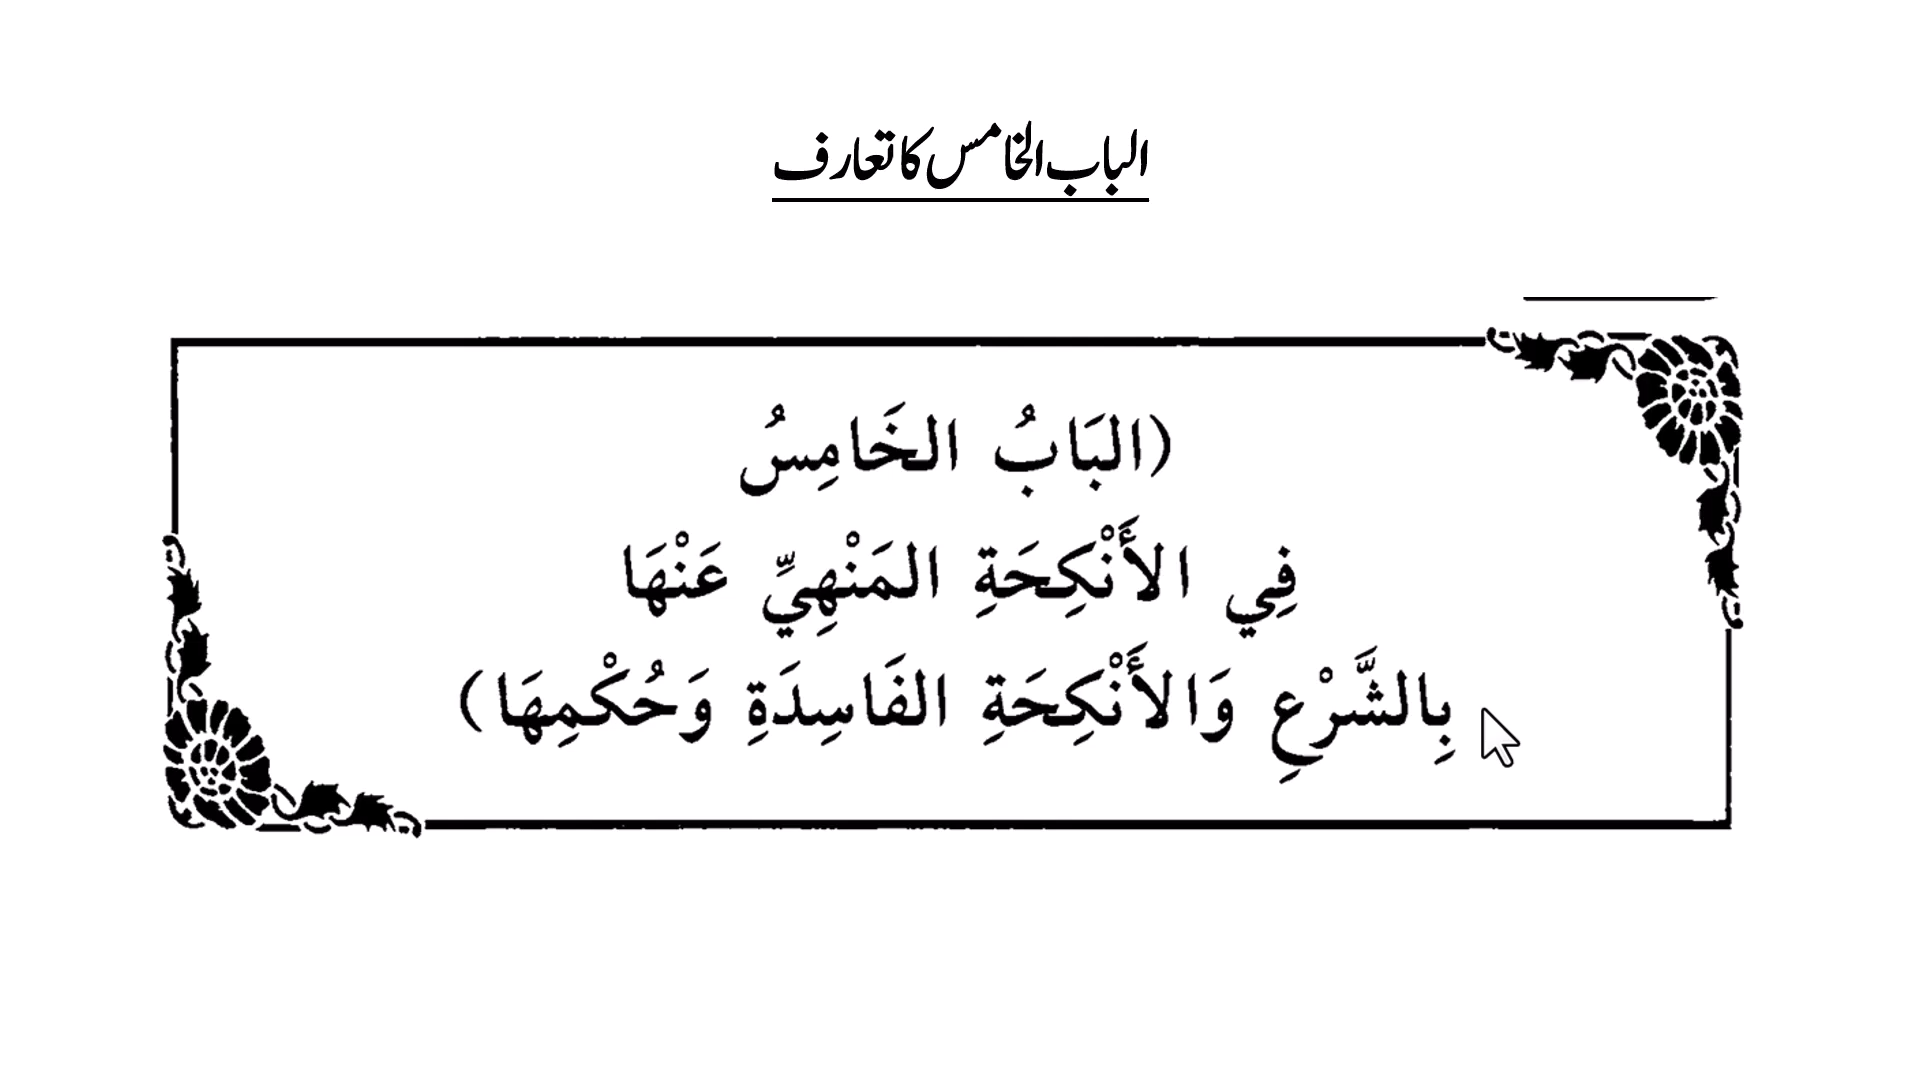 الباب الخامس کا تعارف
(البَابُ الخَامِسُ
فِي الأَنْكِحَةِ المَنْهِيِّ عَنْهَا
بِالشَّرْعِ وَالأَنْكِحَةِ الفَاسِدَةِ وَحُكْمِهَا)